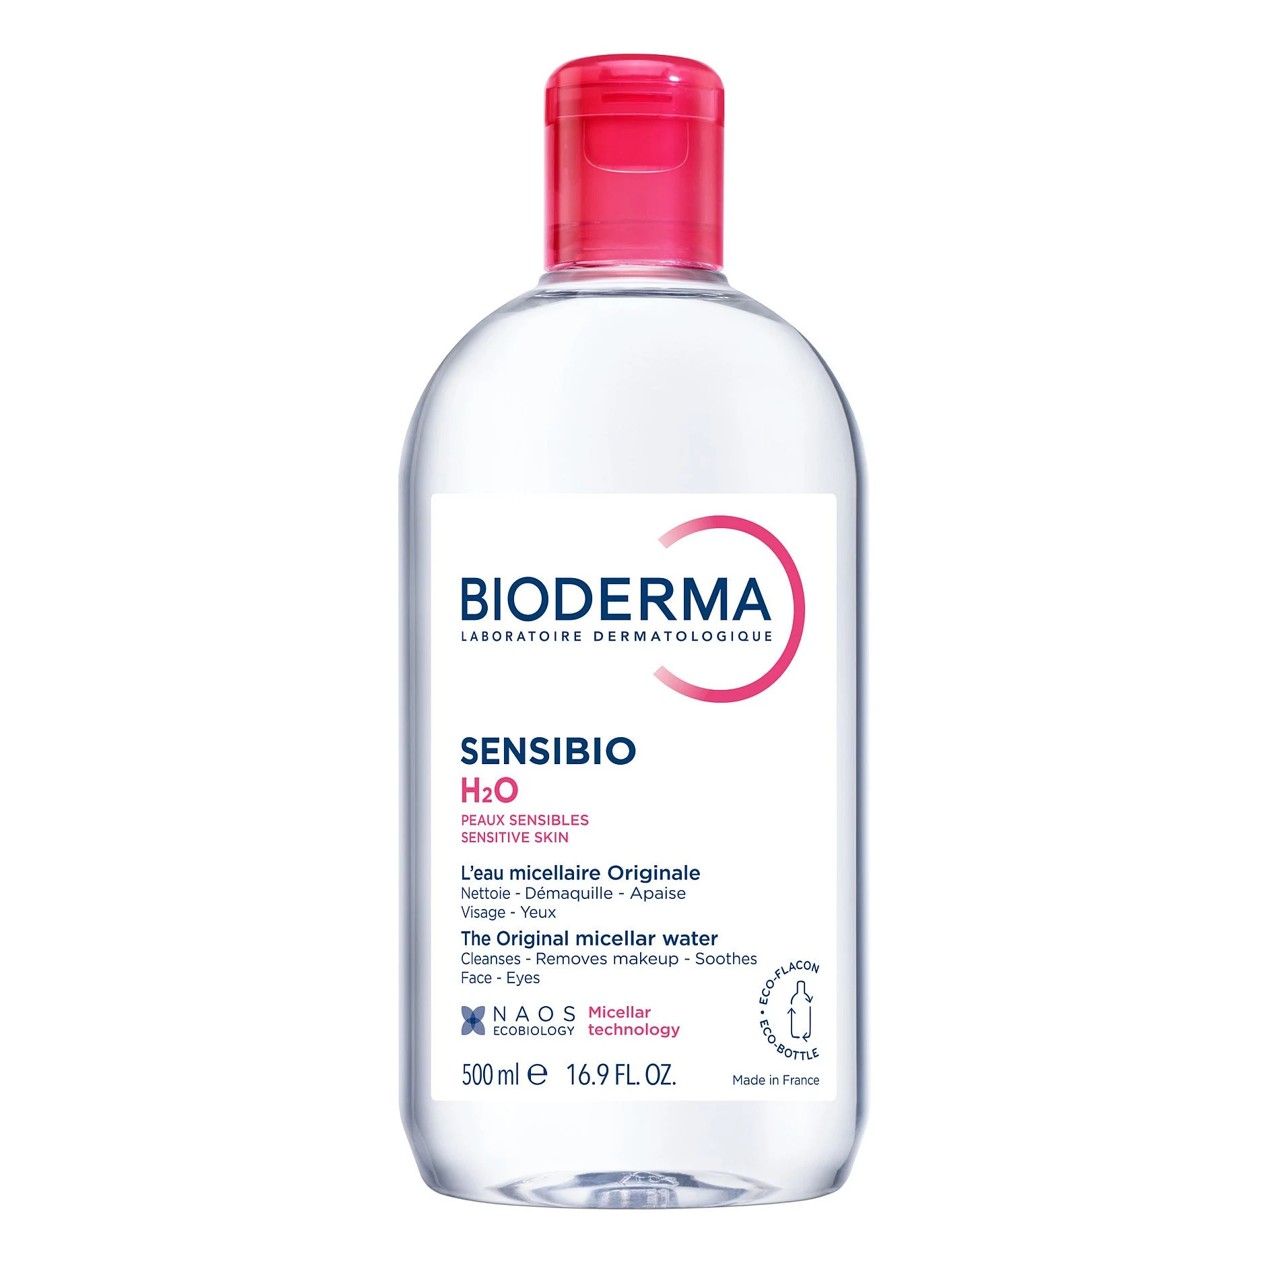 BIODERMA
LABORATOIRE DERMATOLOGIQUE
SENSIBIO
H₂O
PEAUX SENSIBLES
SENSITIVE SKIN
L'eau micellaire Originale
Nettoie - Démaquille - Apaise
Visage - Yeux
The Original micellar water
Cleanses - Removes makeup - Soothes
Face - Eyes
ECO-FLACON • ECO-BOTTLE
NAOS
ECOBIOLOGY
Micellar
technology
500 ml ℮ 16.9 FL. OZ.
Made in France